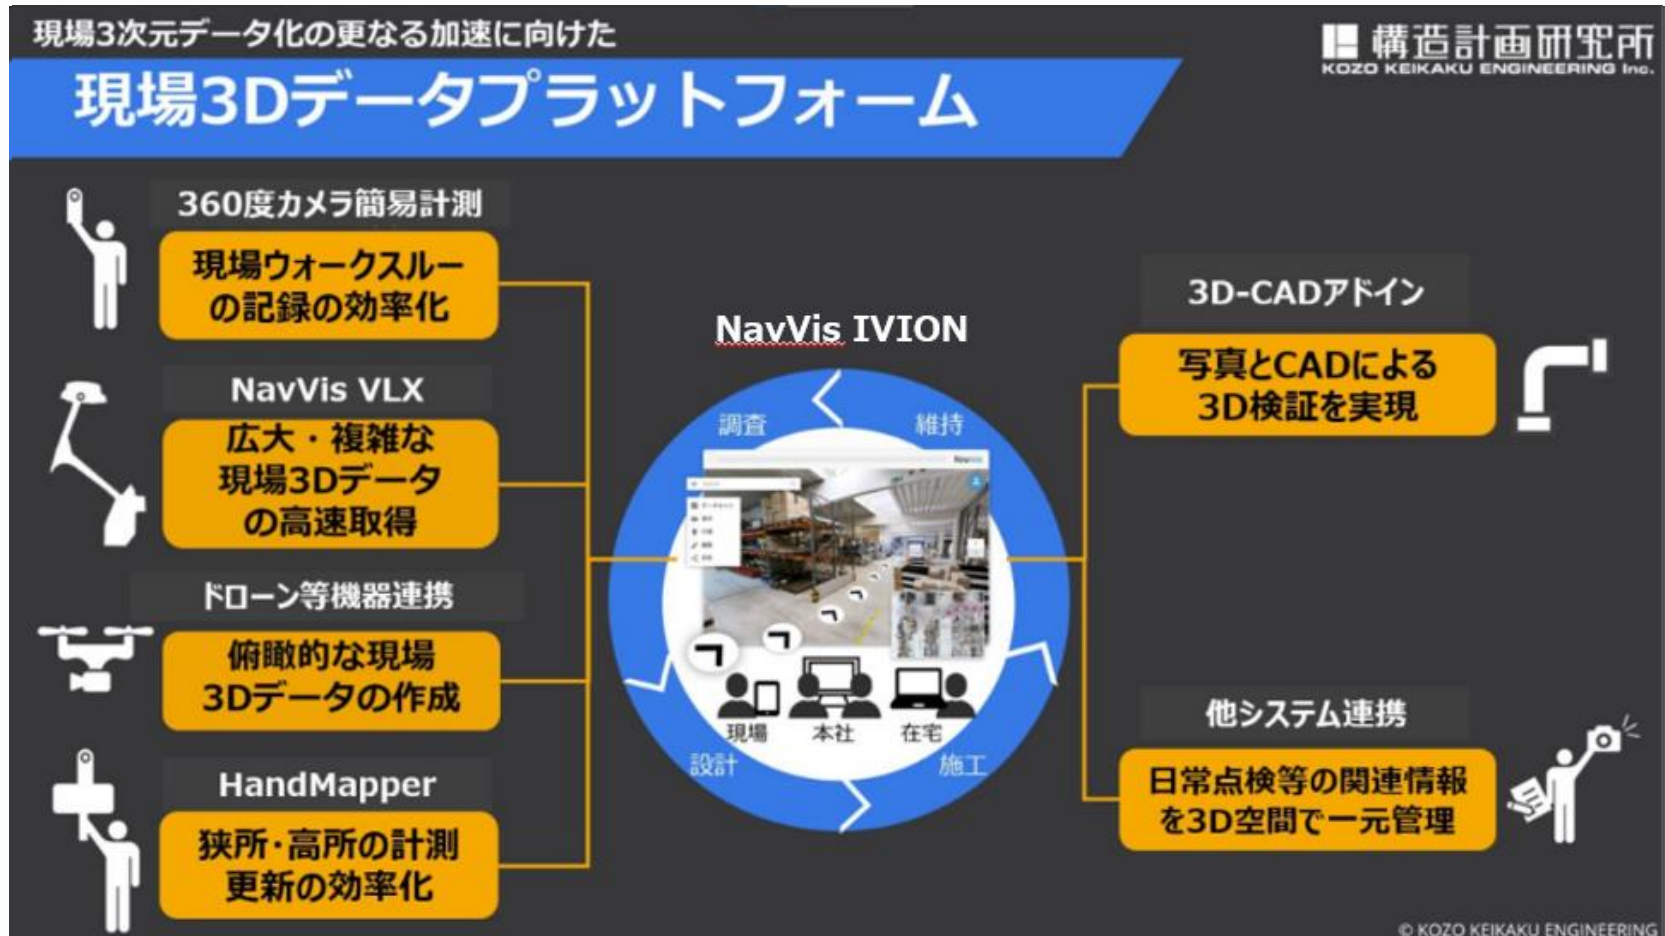 現場3次元データ化の更なる加速に向けた
構造計画研究所
KOZO KEIKAKU ENGINEERING Inc.
現場3Dデータプラットフォーム
360度カメラ簡易計測
現場ウォークスルー
の記録の効率化
NavVis VLX
広大・複雑な
現場3Dデータ
の高速取得
ドローン等機器連携
俯瞰的な現場
3Dデータの作成
HandMapper
狭所・高所の計測
更新の効率化
NavVis IVION
調査
維持
NavVis
現場
本社
在宅
設計
施工
3D-CADアドイン
写真とCADによる
3D検証を実現
他システム連携
日常点検等の関連情報
を3D空間で一元管理
© KOZO KEIKAKU ENGINEERING